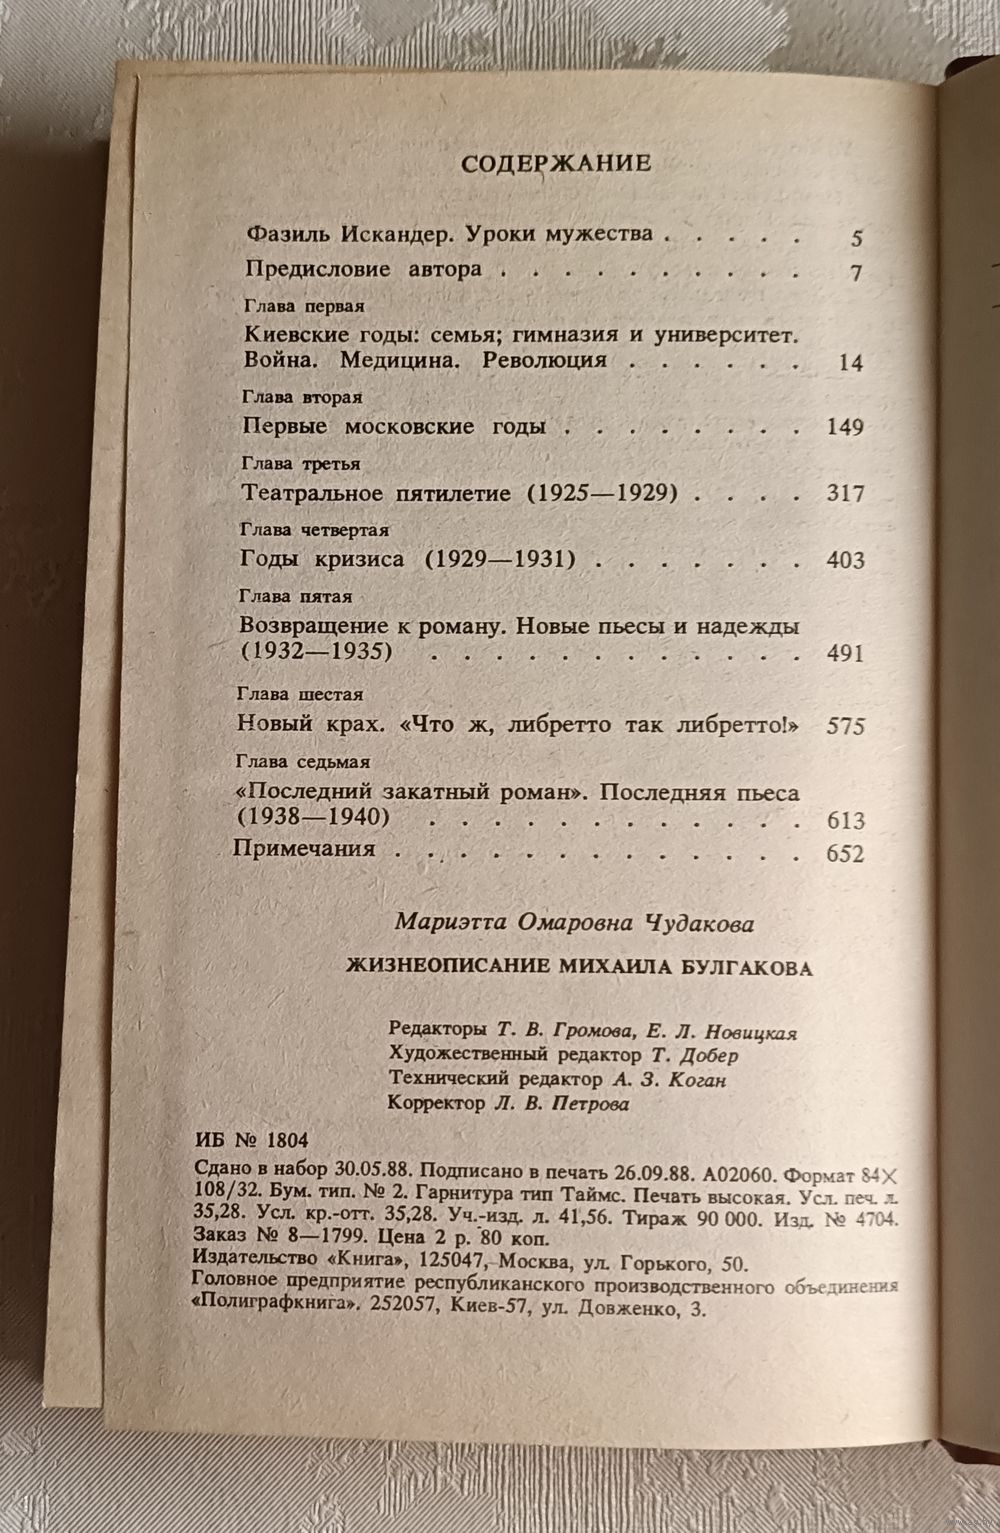 СОДЕРЖАНИЕ
Фазиль Искандер. Уроки мужества . . . . . 5
Предисловие автора . . . . . . . . . . 7
Глава первая
Киевские годы: семья; гимназия и университет.
Война. Медицина. Революция . . . . . . 14
Глава вторая
Первые московские годы . . . . . . . . 149
Глава третья
Театральное пятилетие (1925—1929) . . . . 317
Глава четвертая
Годы кризиса (1929—1931) . . . . . . . 403
Глава пятая
Возвращение к роману. Новые пьесы и надежды
(1932—1935) . . . . . . . . . . . . 491
Глава шестая
Новый крах. «Что ж, либретто так либретто!» 575
Глава седьмая
«Последний закатный роман». Последняя пьеса
(1938—1940) . . . . . . . . . . . . 613
Примечания . . . . . . . . . . . . . 652
Мариэтта Омаровна Чудакова
ЖИЗНЕОПИСАНИЕ МИХАИЛА БУЛГАКОВА
Редакторы Т. В. Громова, Е. Л. Новицкая
Художественный редактор Т. Добер
Технический редактор А. З. Коган
Корректор Л. В. Петрова
ИБ № 1804
Сдано в набор 30.05.88. Подписано в печать 26.09.88. А02060. Формат 84×
108/32. Бум. тип. № 2. Гарнитура тип Таймс. Печать высокая. Усл. печ. л.
35,28. Усл. кр.-отт. 35,28. Уч.-изд. л. 41,56. Тираж 90 000. Изд. № 4704.
Заказ № 8—1799. Цена 2 р. 80 коп.
Издательство «Книга», 125047, Москва, ул. Горького, 50.
Головное предприятие республиканского производственного объединения
«Полиграфкнига». 252057, Киев-57, ул. Довженко, 3.